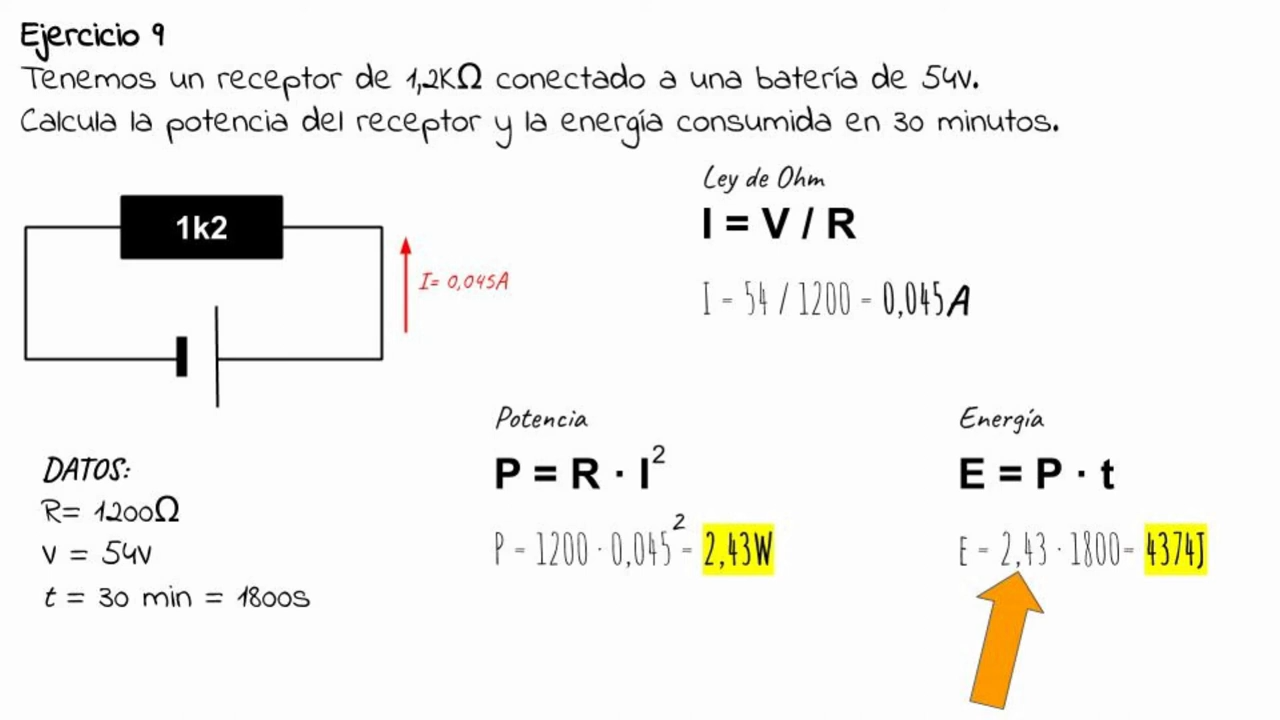 Ejercicio 9
Tenemos un receptor de 1,2KΩ conectado a una batería de 54v.
Calcula la potencia del receptor y la energía consumida en 30 minutos.
Ley de Ohm
I = V / R
1k2
I= 0,045A
I = 54 / 1200 = 0,045A
Potencia
Energía
DATOS:
P = R · I²
E = P · t
R= 1200Ω
P = 1200 · 0,045² = 2,43W
E = 2,43 · 1800= 4374J
V = 54V
t = 30 min = 1800s